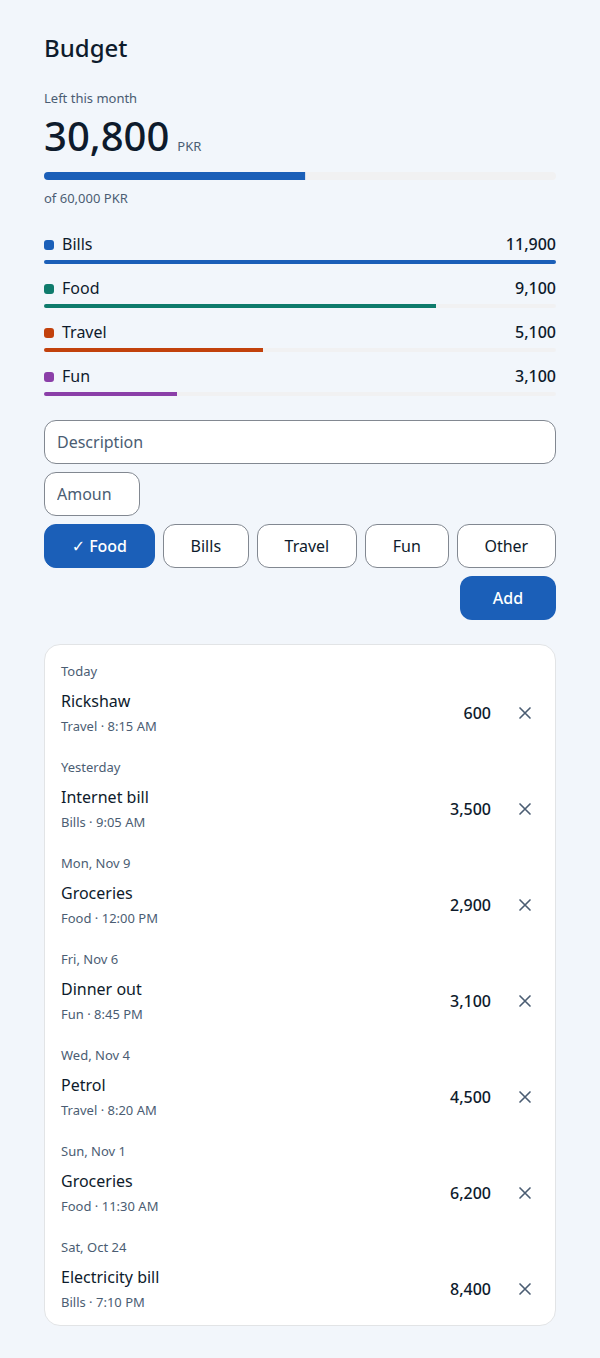 Budget
Left this month
30,800 PKR
of 60,000 PKR
Bills 11,900
Food 9,100
Travel 5,100
Fun 3,100
Description
Amoun
✓ Food Bills Travel Fun Other
Add
Today
Rickshaw
Travel · 8:15 AM
600
Yesterday
Internet bill
Bills · 9:05 AM
3,500
Mon, Nov 9
Groceries
Food · 12:00 PM
2,900
Fri, Nov 6
Dinner out
Fun · 8:45 PM
3,100
Wed, Nov 4
Petrol
Travel · 8:20 AM
4,500
Sun, Nov 1
Groceries
Food · 11:30 AM
6,200
Sat, Oct 24
Electricity bill
Bills · 7:10 PM
8,400